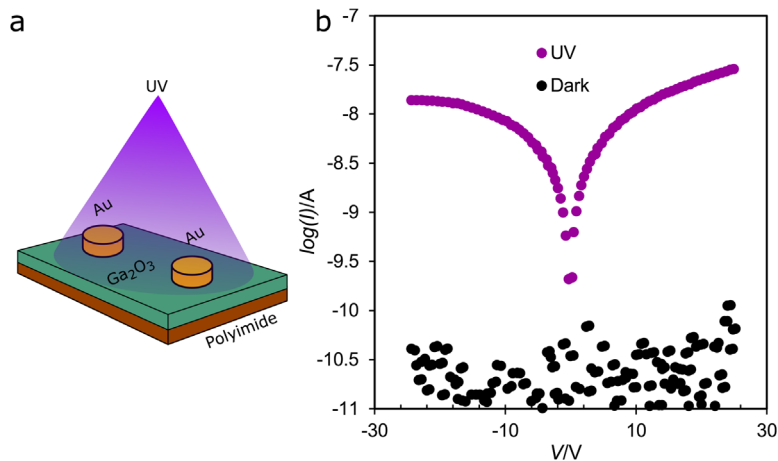 a
UV
Au
Au
Ga₂O₃
Polyimide
b
-7
-7.5
-8
-8.5
-9
-9.5
-10
-10.5
-11
log(I)/A
UV
Dark
-30
-10
10
30
V/V